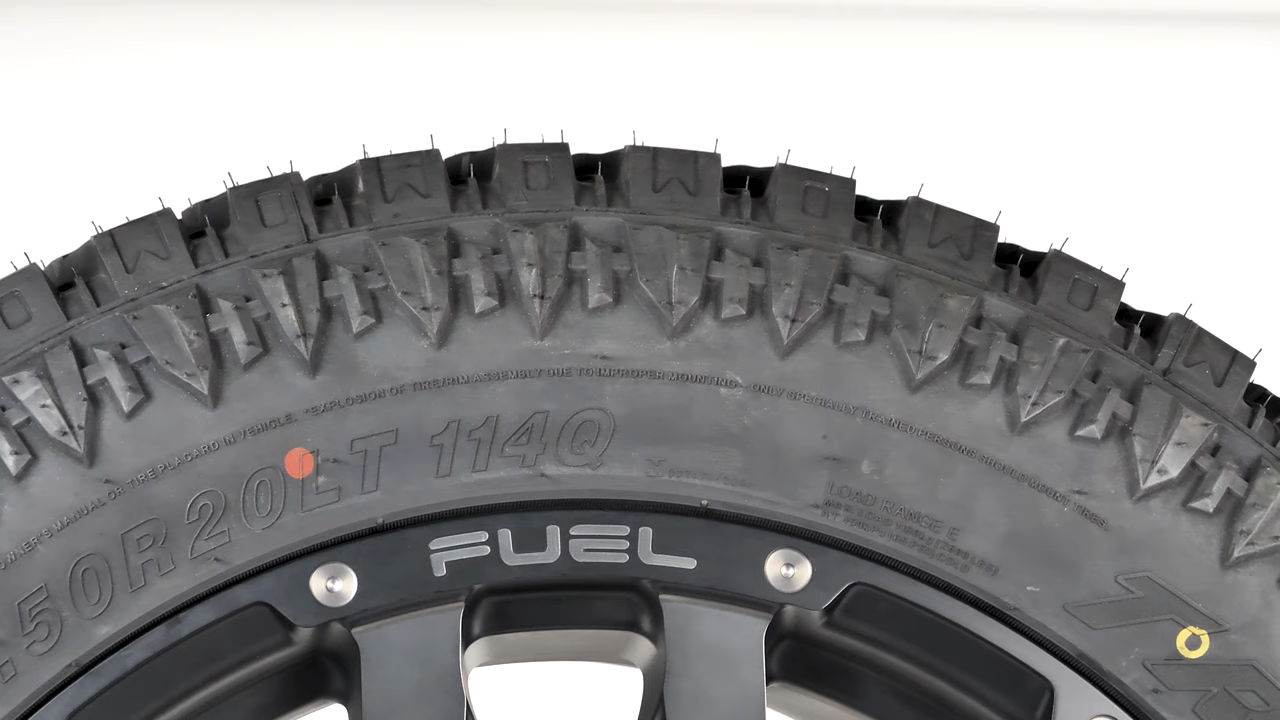 OWNER'S MANUAL OR TIRE PLACARD IN VEHICLE. *EXPLOSION OF TIRE/RIM ASSEMBLY DUE TO IMPROPER MOUNTING - ONLY SPECIALLY TRAINED PERSONS SHOULD MOUNT TIRES.
.50R20LT 114Q
LOAD RANGE E
FUEL